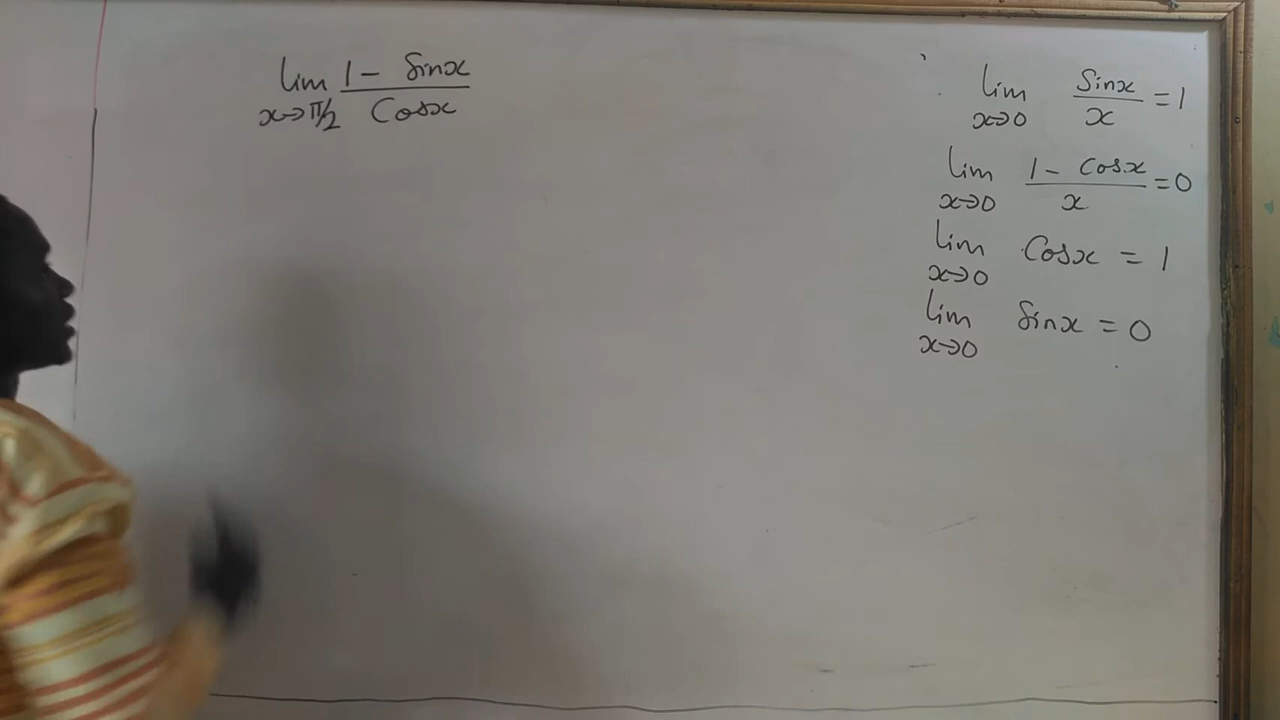 lim 1 - Sinx
x→π/2 Cosx
lim Sinx/x = 1
x→0
lim 1 - Cosx/x = 0
x→0
lim Cosx = 1
x→0
lim Sinx = 0
x→0